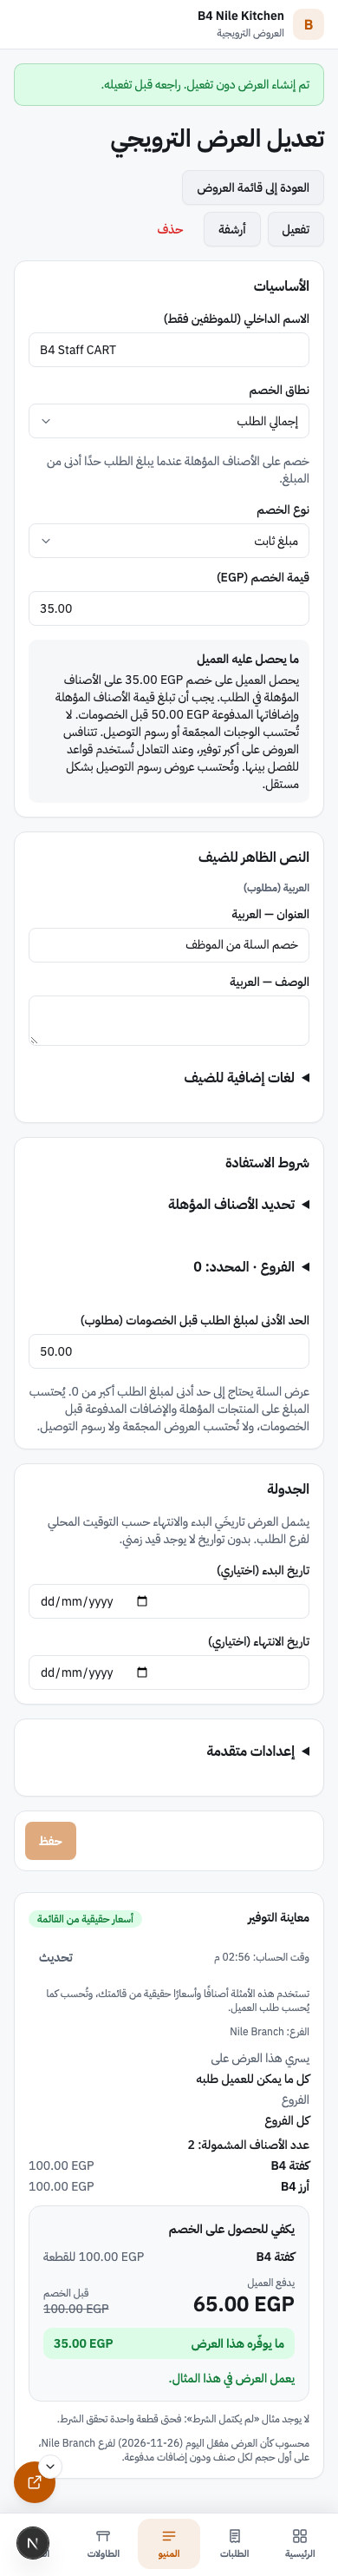 B
B4 Nile Kitchen
العروض الترويجية
تم إنشاء العرض دون تفعيل. راجعه قبل تفعيله.
تعديل العرض الترويجي
العودة إلى قائمة العروض
تفعيل
أرشفة
حذف
الأساسيات
الاسم الداخلي (للموظفين فقط)
B4 Staff CART
نطاق الخصم
إجمالي الطلب
خصم على الأصناف المؤهلة عندما يبلغ الطلب حدًا أدنى من
المبلغ.
نوع الخصم
مبلغ ثابت
قيمة الخصم (EGP)
35.00
ما يحصل عليه العميل
يحصل العميل على خصم 35.00 EGP على الأصناف
المؤهلة في الطلب. يجب أن تبلغ قيمة الأصناف المؤهلة
وإضافاتها المدفوعة 50.00 EGP قبل الخصومات. لا
تُحتسب الوجبات المجمّعة أو رسوم التوصيل. تتنافس
العروض على أكبر توفير، وعند التعادل تُستخدم قواعد
للفصل بينها. وتُحتسب عروض رسوم التوصيل بشكل
مستقل.
النص الظاهر للضيف
العربية (مطلوب)
العنوان — العربية
خصم السلة من الموظف
الوصف — العربية
لغات إضافية للضيف
شروط الاستفادة
تحديد الأصناف المؤهلة
الفروع · المحدد: 0
الحد الأدنى لمبلغ الطلب قبل الخصومات (مطلوب)
50.00
عرض السلة يحتاج إلى حد أدنى لمبلغ الطلب أكبر من 0. يُحتسب
المبلغ على المنتجات المؤهلة والإضافات المدفوعة قبل
الخصومات، ولا تُحتسب العروض المجمّعة ولا رسوم التوصيل.
الجدولة
يشمل العرض تاريخَي البدء والانتهاء حسب التوقيت المحلي
لفرع الطلب. بدون تواريخ لا يوجد قيد زمني.
تاريخ البدء (اختياري)
dd/mm/yyyy
تاريخ الانتهاء (اختياري)
dd/mm/yyyy
إعدادات متقدمة
حفظ
معاينة التوفير
أسعار حقيقية من القائمة
وقت الحساب: 02:56 م
تحديث
تستخدم هذه الأمثلة أصنافًا وأسعارًا حقيقية من قائمتك، وتُحسب كما
يُحسب طلب العميل.
الفرع: Nile Branch
يسري هذا العرض على
كل ما يمكن للعميل طلبه
الفروع
كل الفروع
عدد الأصناف المشمولة: 2
كفتة B4
100.00 EGP
أرز B4
100.00 EGP
يكفي للحصول على الخصم
كفتة B4
100.00 EGP للقطعة
يدفع العميل
65.00 EGP
قبل الخصم
100.00 EGP
ما يوفّره هذا العرض
35.00 EGP
يعمل العرض في هذا المثال.
لا يوجد مثال «لم يكتمل الشرط»: فحتى قطعة واحدة تحقق الشرط.
محسوب كأن العرض مفعّل اليوم (26-11-2026) لفرع Nile Branch،
على أول حجم لكل صنف وبدون إضافات مدفوعة.
الرئيسية
الطلبات
المنيو
الطاولات
N